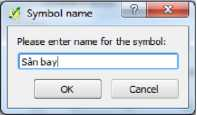 Symbol name
Please enter name for the symbol:
Sân bay
OK Cancel